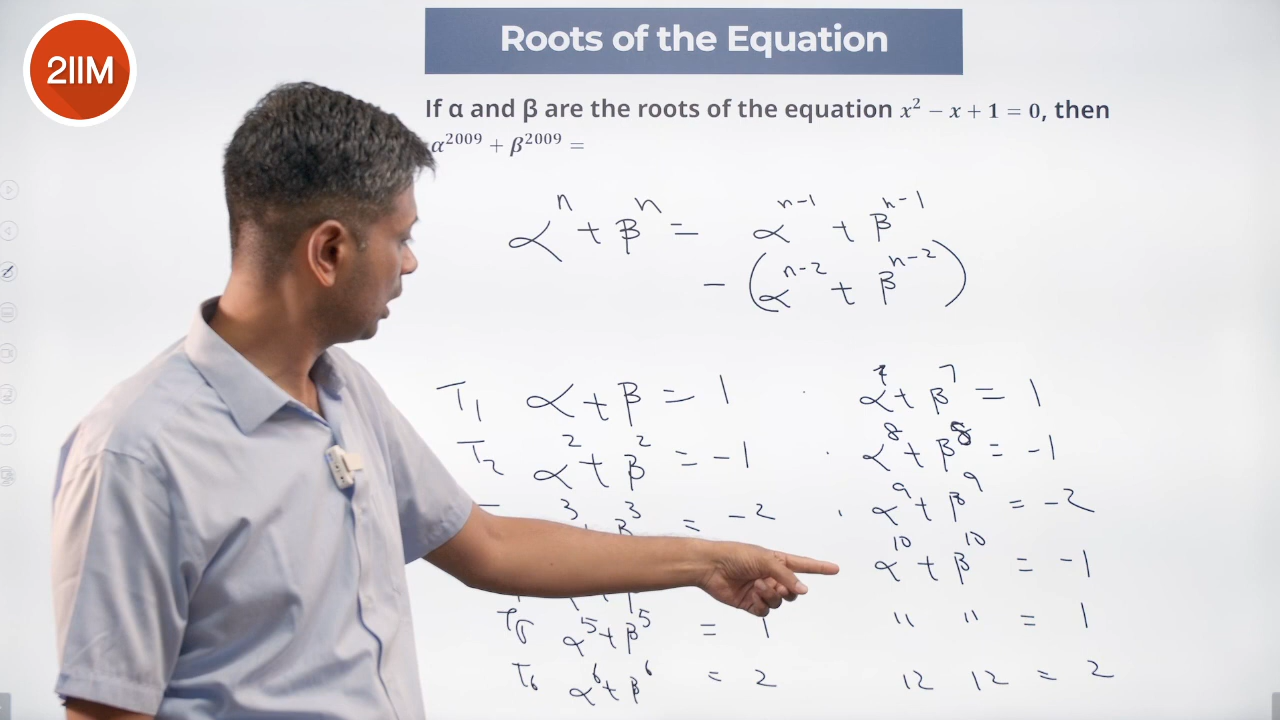 2IIM
Roots of the Equation
If α and β are the roots of the equation x² − x + 1 = 0, then
α²⁰⁰⁹ + β²⁰⁰⁹ =
αⁿ + βⁿ = αⁿ⁻¹ + βⁿ⁻¹
− (αⁿ⁻² + βⁿ⁻²)
T₁ α + β = 1
T₂ α² + β² = −1
³ β³ = −2
T₅ α⁵ + β⁵ = 1
T₆ α⁶ + β⁶ = 2
α⁷ + β⁷ = 1
α⁸ + β⁸ = −1
α⁹ + β⁹ = −2
α¹⁰ + β¹⁰ = −1
11 11 = 1
12 12 = 2